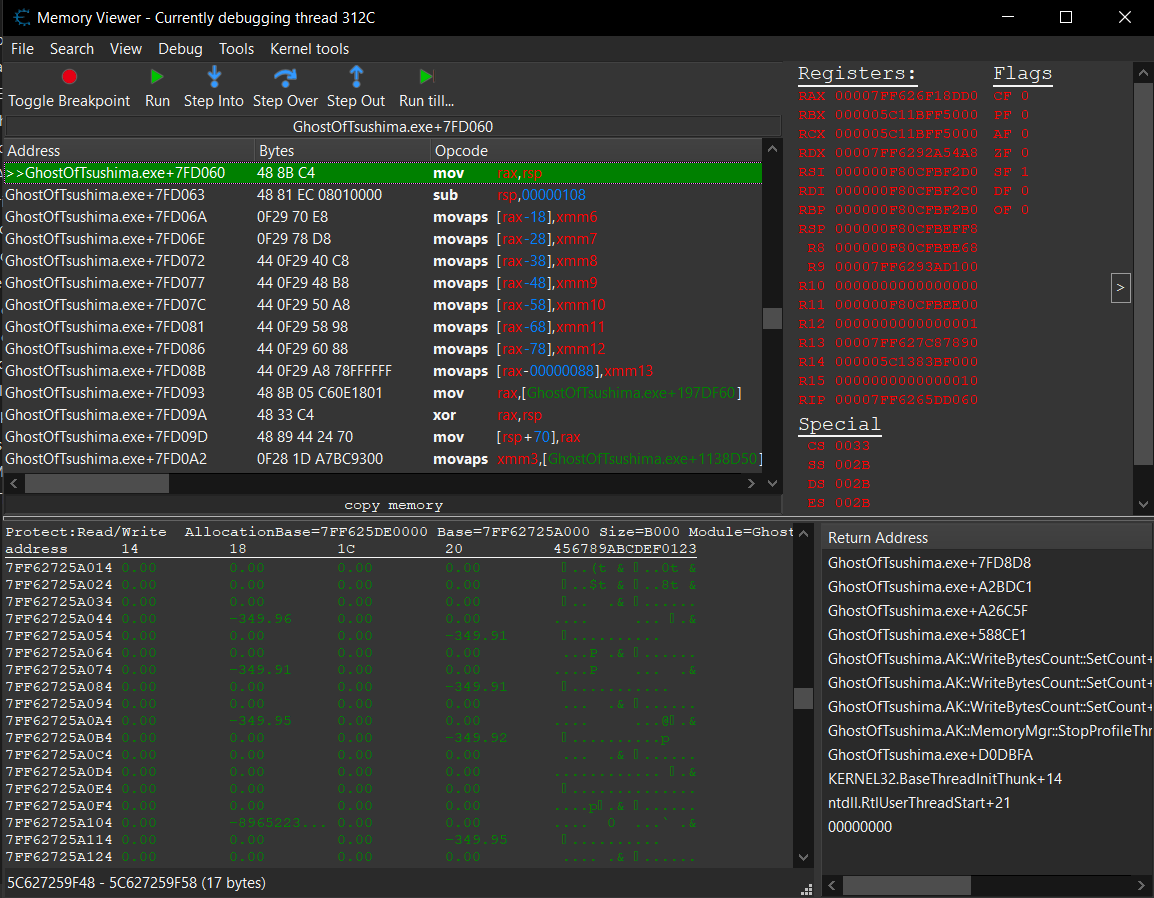 Memory Viewer - Currently debugging thread 312C
File Search View Debug Tools Kernel tools
Toggle Breakpoint Run Step Into Step Over Step Out Run till...
GhostOfTsushima.exe+7FD060
Address Bytes Opcode
>>GhostOfTsushima.exe+7FD060 48 8B C4 mov rax,rsp
GhostOfTsushima.exe+7FD063 48 81 EC 08010000 sub rsp,00000108
GhostOfTsushima.exe+7FD06A 0F29 70 E8 movaps [rax-18],xmm6
GhostOfTsushima.exe+7FD06E 0F29 78 D8 movaps [rax-28],xmm7
GhostOfTsushima.exe+7FD072 44 0F29 40 C8 movaps [rax-38],xmm8
GhostOfTsushima.exe+7FD077 44 0F29 48 B8 movaps [rax-48],xmm9
GhostOfTsushima.exe+7FD07C 44 0F29 50 A8 movaps [rax-58],xmm10
GhostOfTsushima.exe+7FD081 44 0F29 58 98 movaps [rax-68],xmm11
GhostOfTsushima.exe+7FD086 44 0F29 60 88 movaps [rax-78],xmm12
GhostOfTsushima.exe+7FD08B 44 0F29 A8 78FFFFFF movaps [rax-00000088],xmm13
GhostOfTsushima.exe+7FD093 48 8B 05 C60E1801 mov rax,[GhostOfTsushima.exe+197DF60]
GhostOfTsushima.exe+7FD09A 48 33 C4 xor rax,rsp
GhostOfTsushima.exe+7FD09D 48 89 44 24 70 mov [rsp+70],rax
GhostOfTsushima.exe+7FD0A2 0F28 1D A7BC9300 movaps xmm3,[GhostOfTsushima.exe+1138D50]
copy memory
Registers: Flags
RAX 00007FF626F18DD0 CF 0
RBX 000005C11BFF5000 PF 0
RCX 000005C11BFF5000 AF 0
RDX 00007FF6292A54A8 ZF 0
RSI 000000F80CFBF2D0 SF 1
RDI 000000F80CFBF2C0 DF 0
RBP 000000F80CFBF2B0 OF 0
RSP 000000F80CFBEFF8
R8 000000F80CFBEE68
R9 00007FF6293AD100
R10 0000000000000000
R11 000000F80CFBEE00
R12 0000000000000001
R13 00007FF627C87890
R14 000005C1383BF000
R15 0000000000000010
RIP 00007FF6265DD060
Special
CS 0033
SS 002B
DS 002B
ES 002B
>
Protect:Read/Write AllocationBase=7FF625DE0000 Base=7FF62725A000 Size=B000 Module=Ghost
address 14 18 1C 20 456789ABCDEF0123
7FF62725A014 0.00 0.00 0.00 0.00
7FF62725A024 0.00 0.00 0.00 0.00
7FF62725A034 0.00 0.00 0.00 0.00
7FF62725A044 0.00 -349.96 0.00 0.00
7FF62725A054 0.00 0.00 0.00 -349.91
7FF62725A064 0.00 0.00 0.00 0.00
7FF62725A074 0.00 -349.91 0.00 0.00
7FF62725A084 0.00 0.00 0.00 -349.91
7FF62725A094 0.00 0.00 0.00 0.00
7FF62725A0A4 0.00 -349.95 0.00 0.00
7FF62725A0B4 0.00 0.00 0.00 -349.92
7FF62725A0C4 0.00 0.00 0.00 0.00
7FF62725A0D4 0.00 0.00 0.00 0.00
7FF62725A0E4 0.00 0.00 0.00 0.00
7FF62725A0F4 0.00 0.00 0.00 0.00
7FF62725A104 0.00 -8965223... 0.00 0.00
7FF62725A114 0.00 0.00 0.00 -349.95
7FF62725A124 0.00 0.00 0.00 0.00
5C627259F48 - 5C627259F58 (17 bytes)
Return Address
GhostOfTsushima.exe+7FD8D8
GhostOfTsushima.exe+A2BDC1
GhostOfTsushima.exe+A26C5F
GhostOfTsushima.exe+588CE1
GhostOfTsushima.AK::WriteBytesCount::SetCount+
GhostOfTsushima.AK::WriteBytesCount::SetCount+
GhostOfTsushima.AK::WriteBytesCount::SetCount+
GhostOfTsushima.AK::MemoryMgr::StopProfileThr
GhostOfTsushima.exe+D0DBFA
KERNEL32.BaseThreadInitThunk+14
ntdll.RtlUserThreadStart+21
00000000